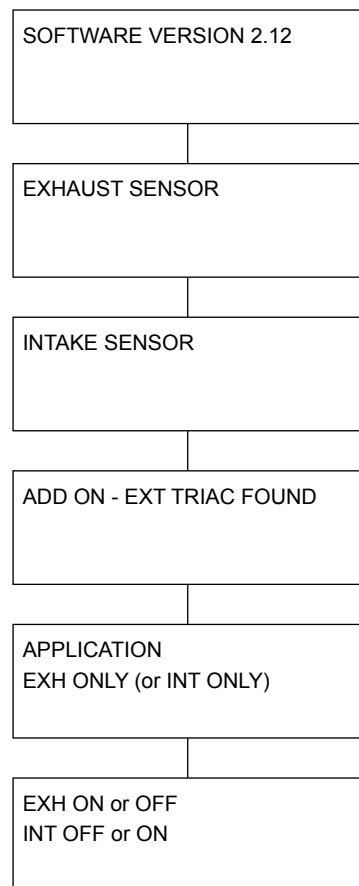 SOFTWARE VERSION 2.12
EXHAUST SENSOR
INTAKE SENSOR
ADD ON - EXT TRIAC FOUND
APPLICATION
EXH ONLY (or INT ONLY)
EXH ON or OFF
INT OFF or ON